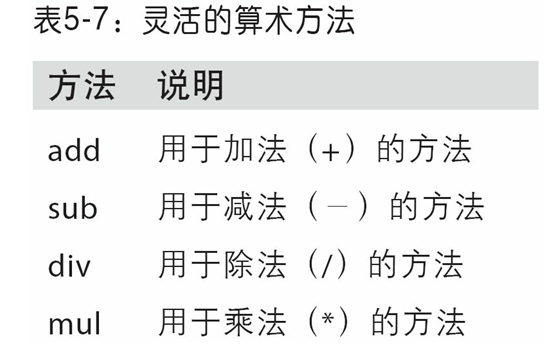 表5-7：灵活的算术方法
方法 说明
add 用于加法（+）的方法
sub 用于减法（－）的方法
div 用于除法（/）的方法
mul 用于乘法（*）的方法